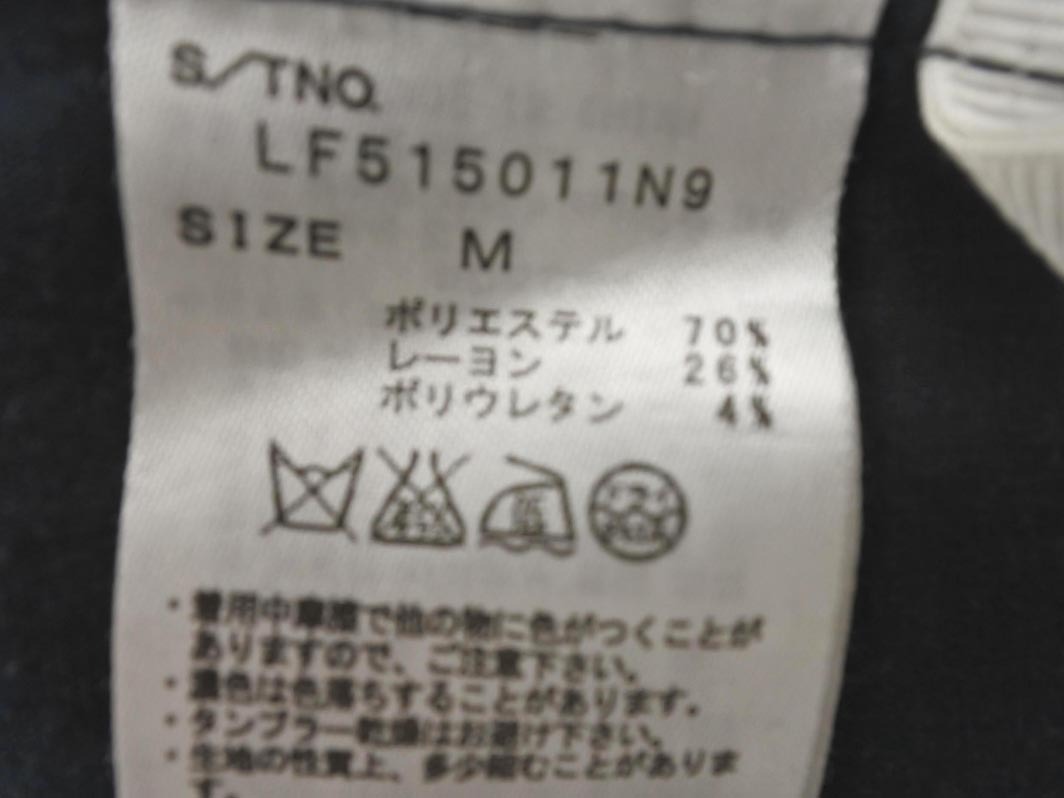 S/TNO.
LF515011N9
SIZE M
ポリエステル 70%
レーヨン 26%
ポリウレタン 4%
・着用中摩擦で他の物に色がつくことが
ありますので、ご注意下さい。
・濃色は色落ちすることがあります。
・タンブラー乾燥はお避け下さい。
・生地の性質上、多少縮むことがありま
す。